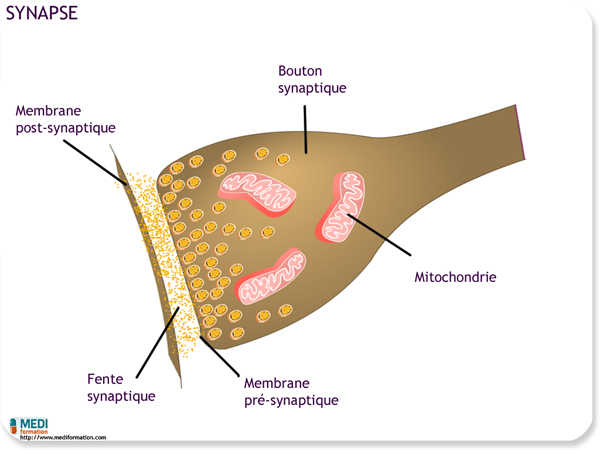 SYNAPSE
Bouton
synaptique
Membrane
post-synaptique
Mitochondrie
Fente
synaptique
Membrane
pré-synaptique
MEDI
formation
http://www.mediformation.com